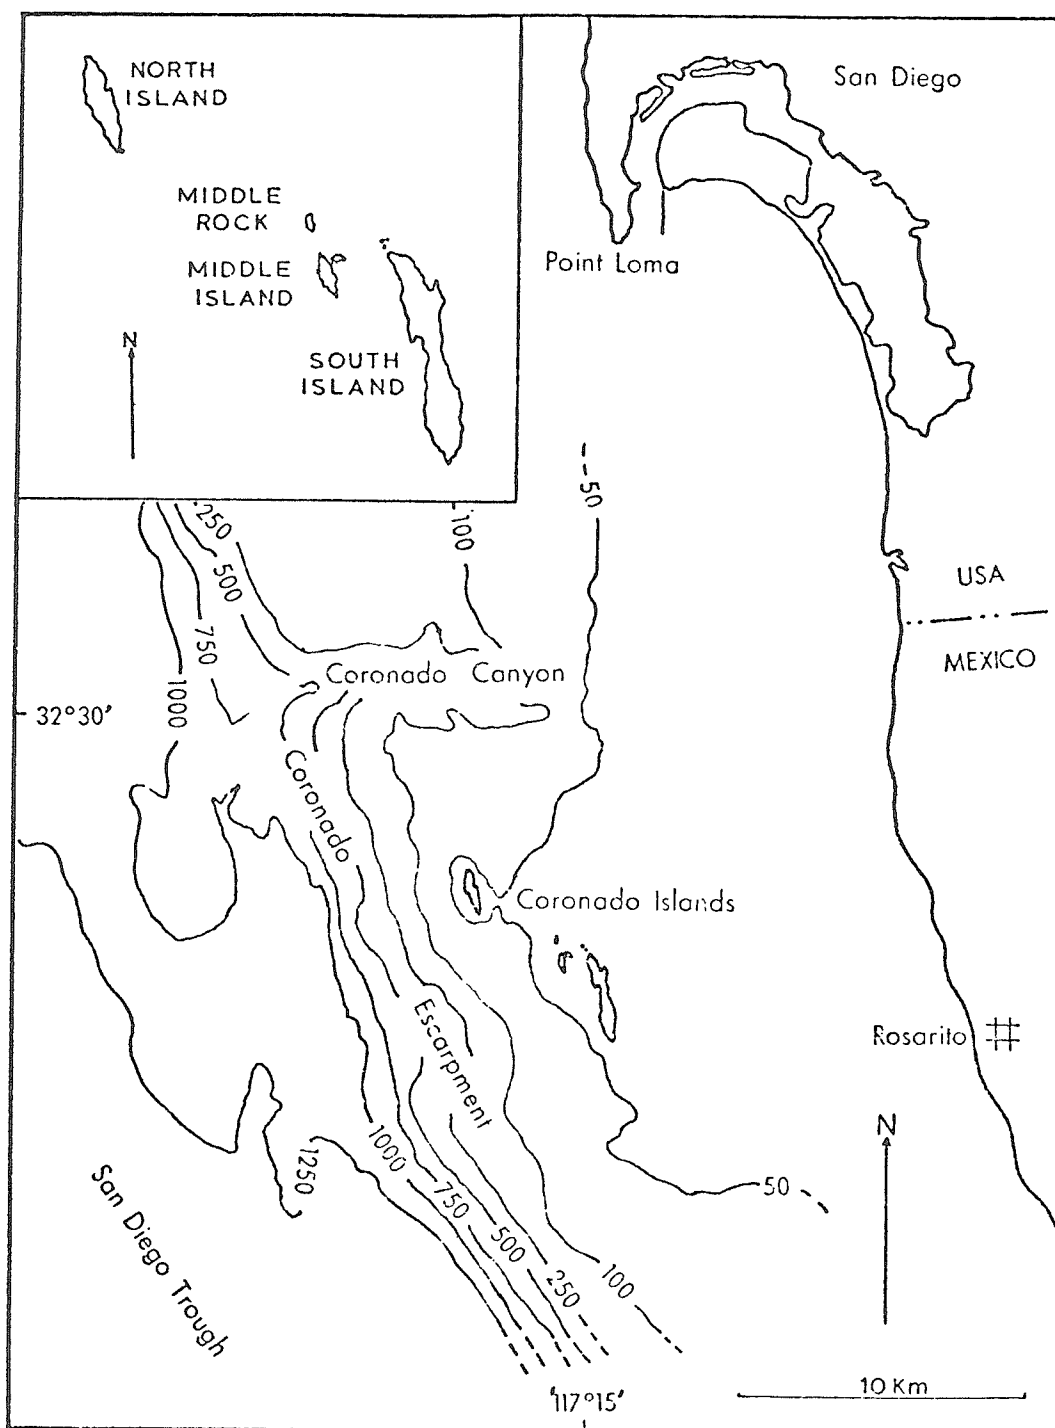 NORTH
ISLAND
MIDDLE
ROCK
MIDDLE
ISLAND
SOUTH
ISLAND
N
San Diego
Point Loma
50
100
250
500
750
1000
USA
MEXICO
Coronado Canyon
32°30'
Coronado
Escarpment
Coronado Islands
Rosarito
N
San Diego Trough
1250
1000
750
500
250
100
50
10 Km
117°15'